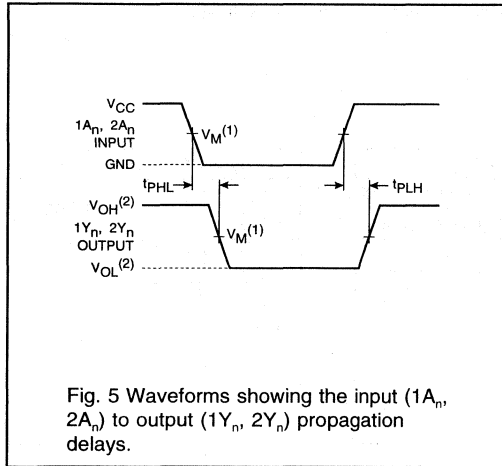 VCC
1An, 2An
INPUT
VM(1)
GND
tPHL
tPLH
VOH(2)
1Yn, 2Yn
OUTPUT
VM(1)
VOL(2)
Fig. 5 Waveforms showing the input (1An,
2An) to output (1Yn, 2Yn) propagation
delays.